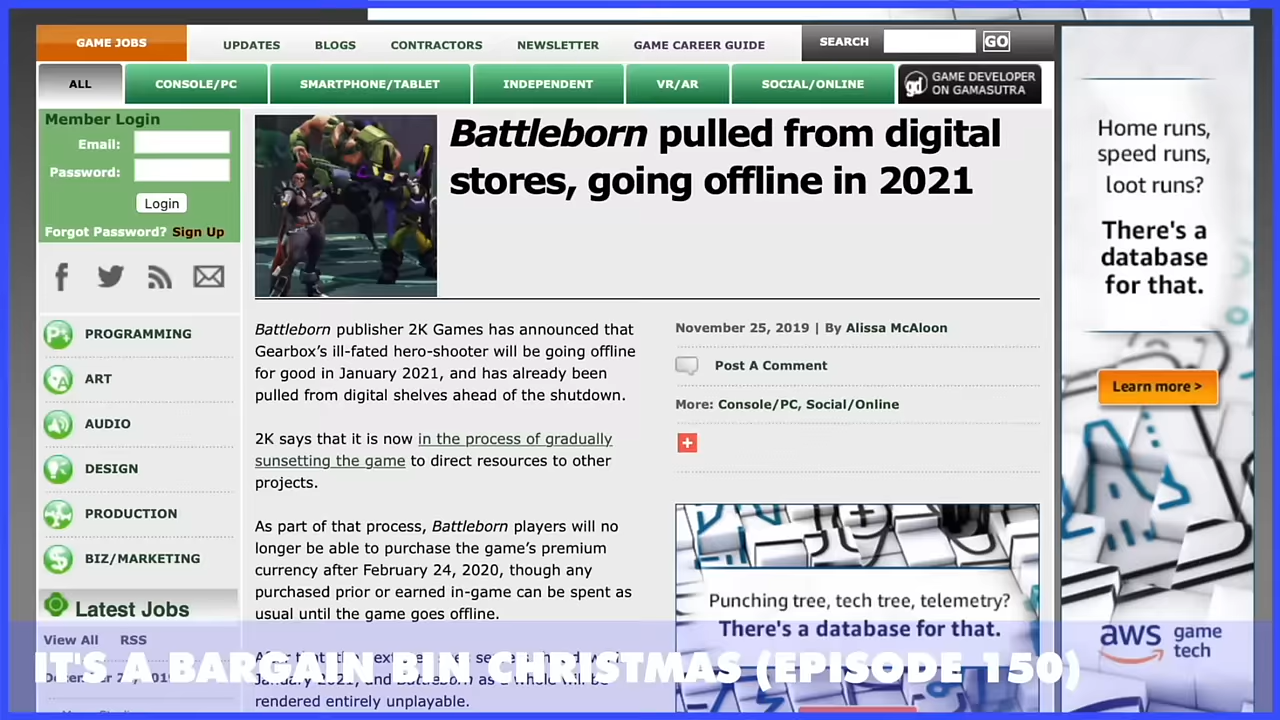 GAME JOBS
UPDATES
BLOGS
CONTRACTORS
NEWSLETTER
GAME CAREER GUIDE
SEARCH
GO
ALL
CONSOLE/PC
SMARTPHONE/TABLET
INDEPENDENT
VR/AR
SOCIAL/ONLINE
gd GAME DEVELOPER
ON GAMASUTRA
Member Login
Email:
Password:
Login
Forgot Password? Sign Up
PROGRAMMING
ART
AUDIO
DESIGN
PRODUCTION
BIZ/MARKETING
Latest Jobs
View All RSS
Battleborn pulled from digital
stores, going offline in 2021
Battleborn publisher 2K Games has announced that
Gearbox's ill-fated hero-shooter will be going offline
for good in January 2021, and has already been
pulled from digital shelves ahead of the shutdown.
2K says that it is now in the process of gradually
sunsetting the game to direct resources to other
projects.
As part of that process, Battleborn players will no
longer be able to purchase the game's premium
currency after February 24, 2020, though any
purchased prior or earned in-game can be spent as
usual until the game goes offline.
January 2021, and Battleborn as a whole will be
rendered entirely unplayable.
November 25, 2019 | By Alissa McAloon
Post A Comment
More: Console/PC, Social/Online
Punching tree, tech tree, telemetry?
There's a database for that.
Home runs,
speed runs,
loot runs?
There's a
database
for that.
Learn more >
aws game
tech
IT'S A BARGAIN BIN CHRISTMAS (EPISODE 150)